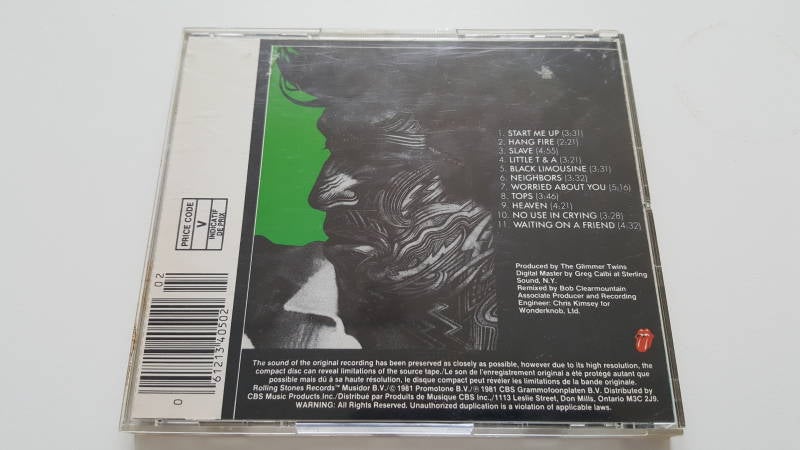 1. START ME UP (3:31)
2. HANG FIRE (2:21)
3. SLAVE (4:55)
4. LITTLE T & A (3:21)
5. BLACK LIMOUSINE (3:31)
6. NEIGHBORS (3:32)
7. WORRIED ABOUT YOU (5:16)
8. TOPS (3:46)
9. HEAVEN (4:21)
10. NO USE IN CRYING (3:28)
11. WAITING ON A FRIEND (4:32)
PRICE CODE
V
INDICATIF
DE PRIX
Produced by The Glimmer Twins
Digital Master by Greg Calbi at Sterling
Sound, N.Y.
Remixed by Bob Clearmountain
Associate Producer and Recording
Engineer: Chris Kimsey for
Wonderknob, Ltd.
02
0 61213 40502
The sound of the original recording has been preserved as closely as possible, however due to its high resolution, the
compact disc can reveal limitations of the source tape./Le son de l'enregistrement original a été protégé autant que
possible mais dû à sa haute résolution, le disque compact peut révéler les limitations de la bande originale.
Rolling Stones Records™ Musidor B.V./© 1981 Promotone B.V./℗ 1981 CBS Grammofoonplaten B.V. Distributed by
CBS Music Products Inc./Distribué par Produits de Musique CBS Inc.,/1113 Leslie Street, Don Mills, Ontario M3C 2J9.
WARNING: All Rights Reserved. Unauthorized duplication is a violation of applicable laws.